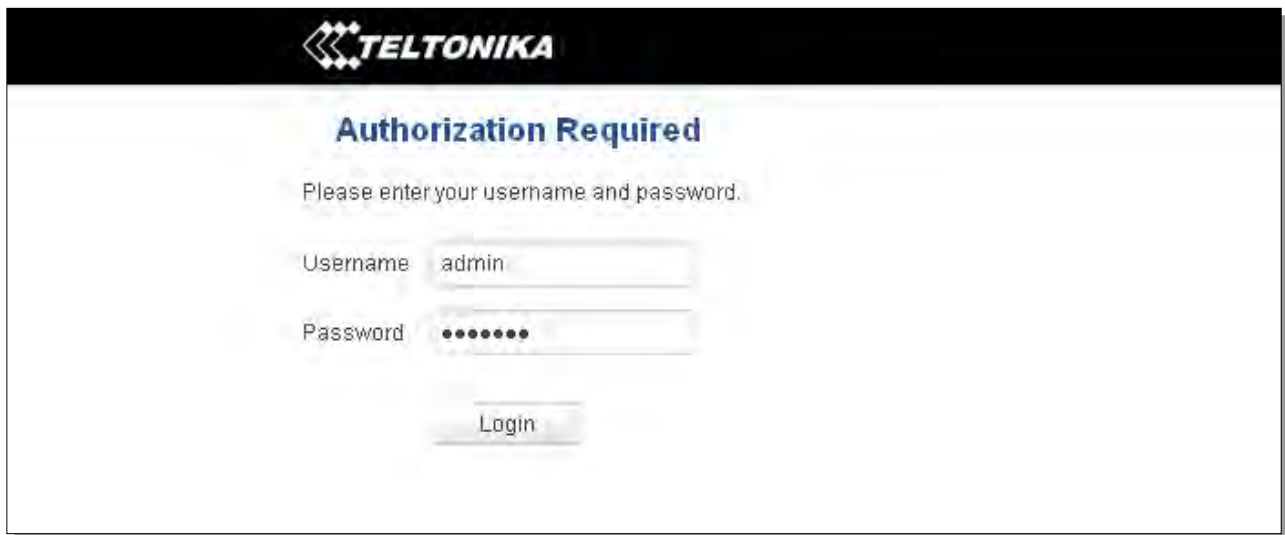 TELTONIKA
Authorization Required
Please enter your username and password.
Username admin
Password •••••••
Login